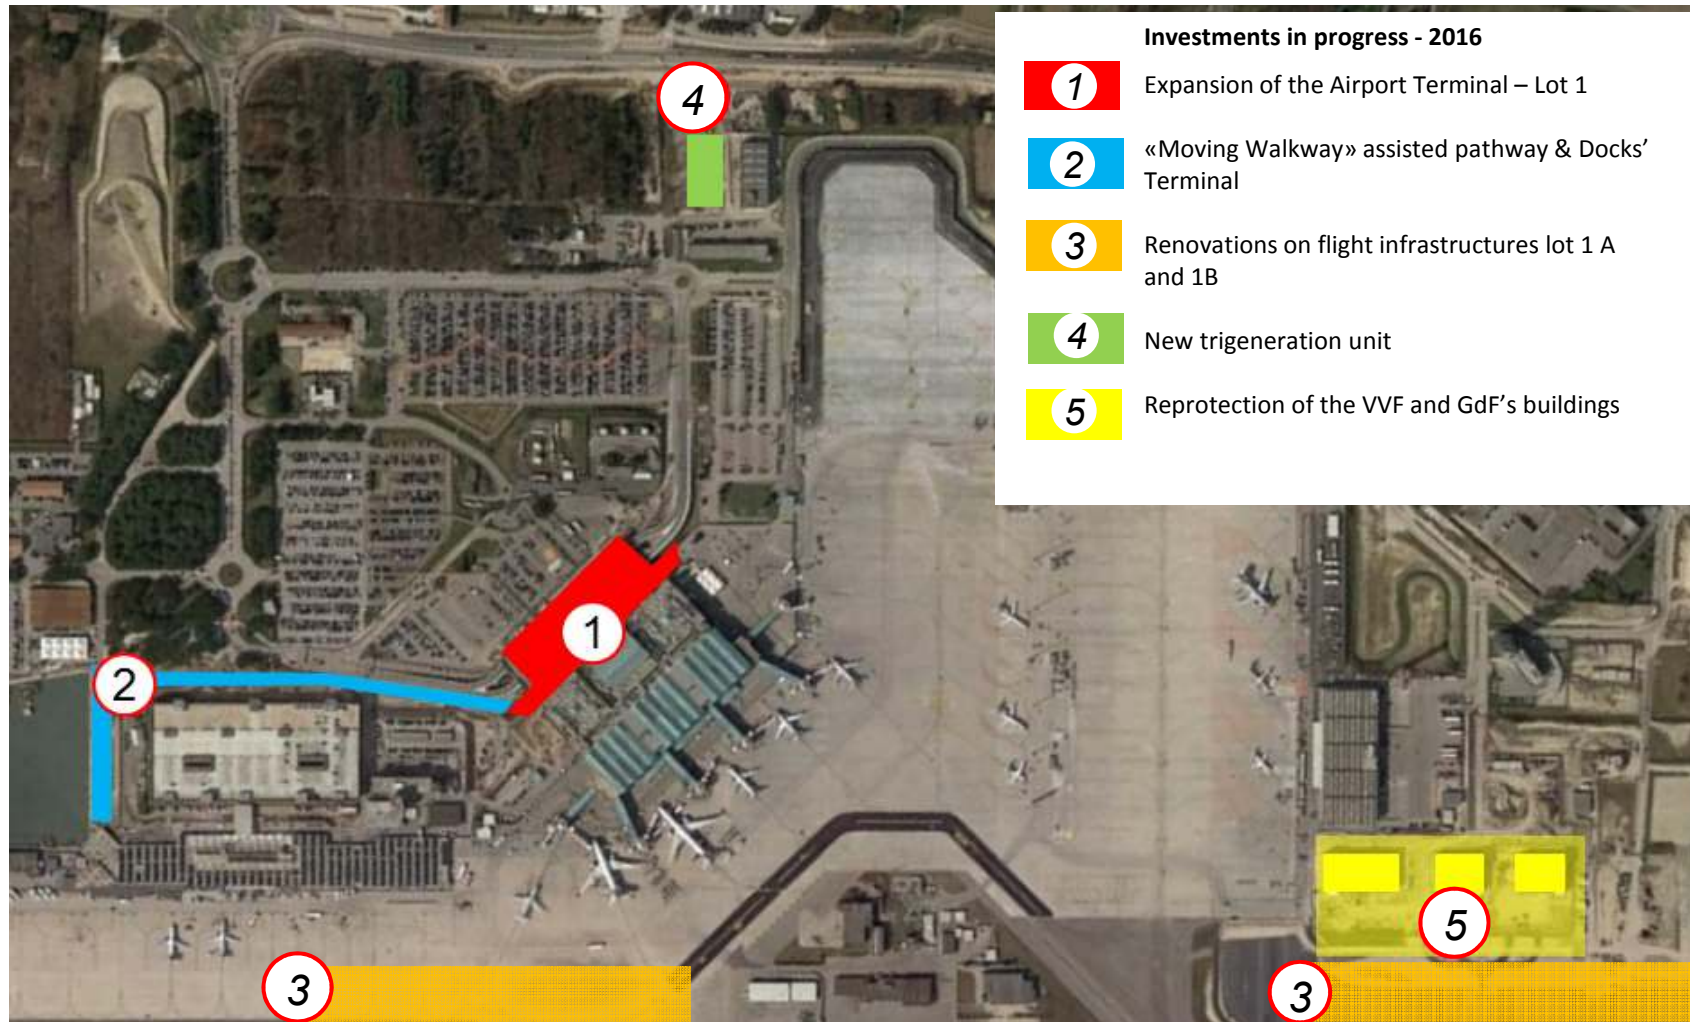 Investments in progress - 2016
1 Expansion of the Airport Terminal – Lot 1
2 «Moving Walkway» assisted pathway & Docks'
Terminal
3 Renovations on flight infrastructures lot 1 A
and 1B
4 New trigeneration unit
5 Reprotection of the VVF and GdF's buildings
4
1
2
5
3
3